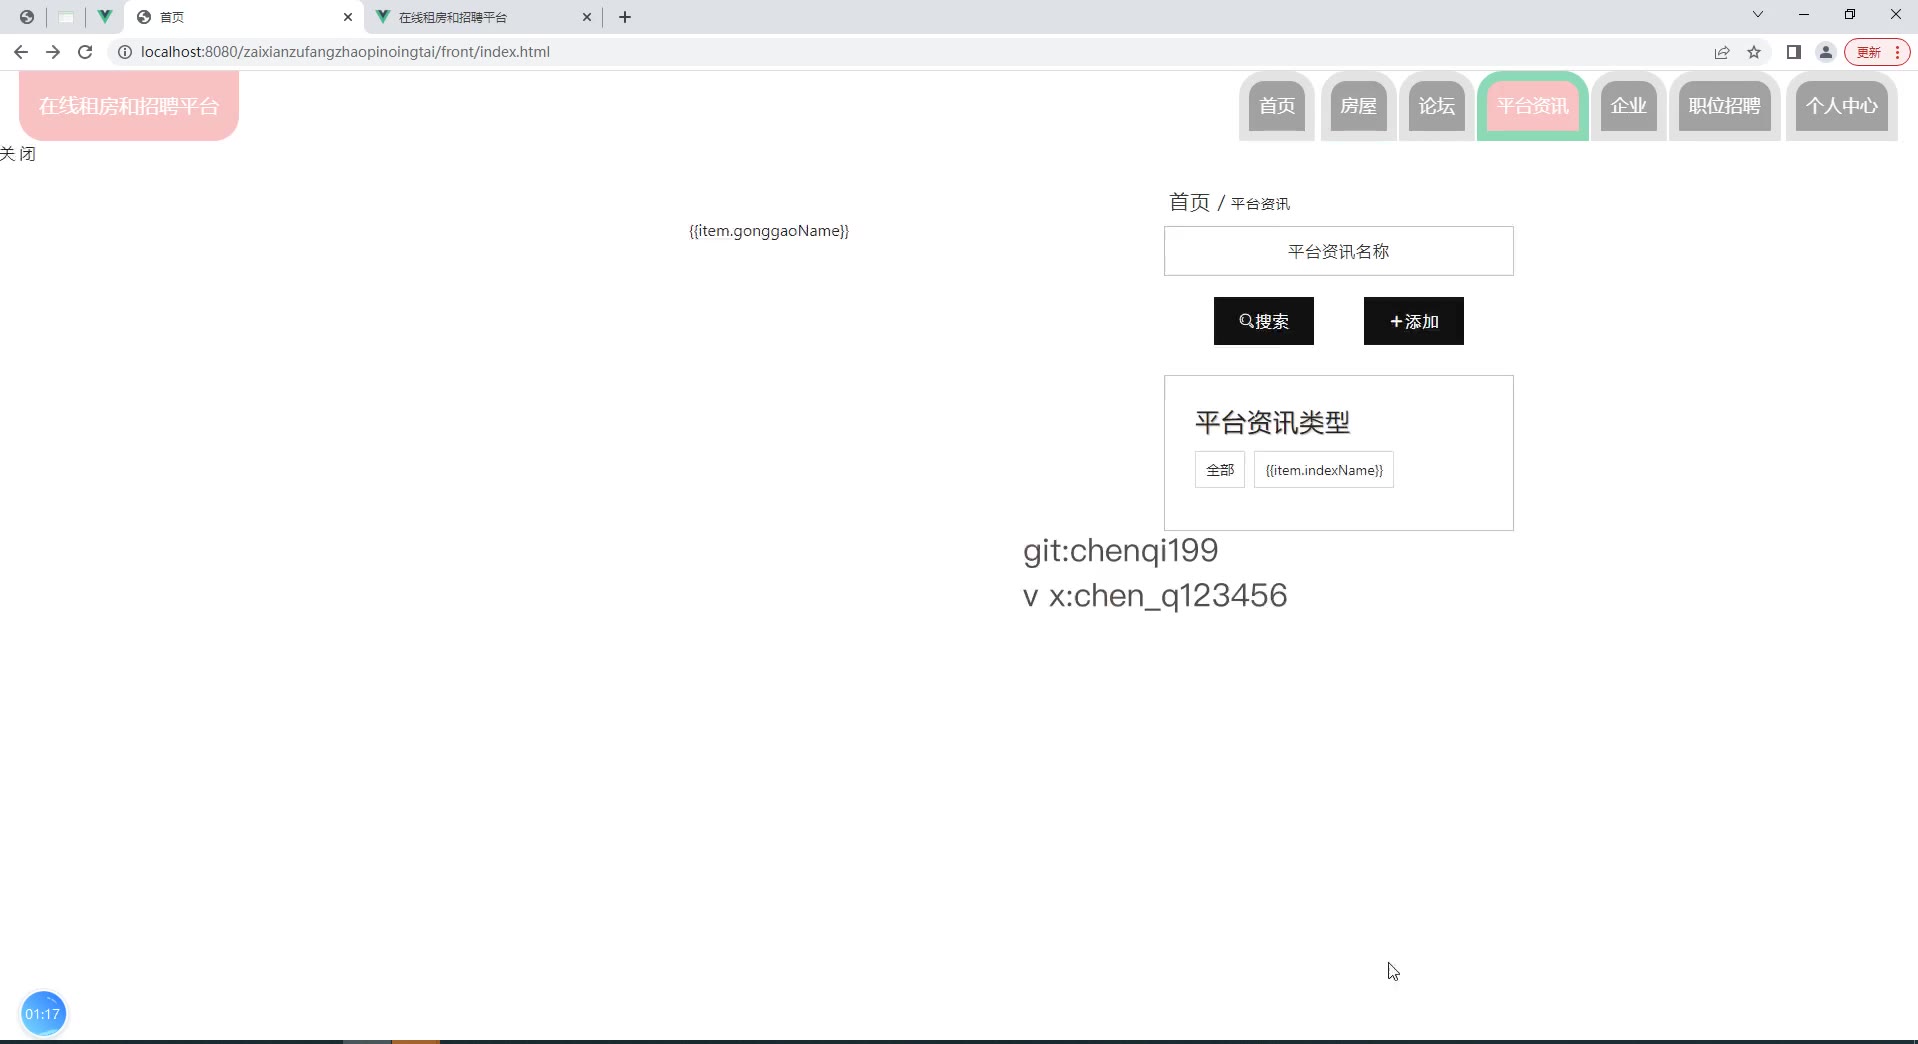 首页
在线租房和招聘平台
localhost:8080/zaixianzufangzhaopinoingtai/front/index.html
更新
在线租房和招聘平台
首页
房屋
论坛
平台资讯
企业
职位招聘
个人中心
关 闭
首页 / 平台资讯
{{item.gonggaoName}}
平台资讯名称
搜索
+添加
平台资讯类型
全部
{{item.indexName}}
git:chenqi199
v x:chen_q123456
01:17